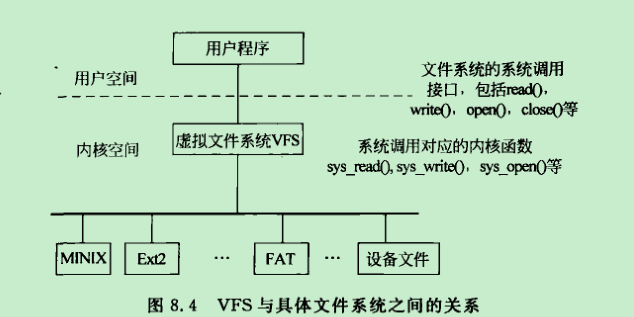 用户程序
用户空间
文件系统的系统调用
接口，包括read()，
write()，open()，close()等
内核空间
虚拟文件系统VFS
系统调用对应的内核函数
sys_read(), sys_write()，sys_open()等
MINIX
Ext2
…
FAT
…
设备文件
图 8.4 VFS 与具体文件系统之间的关系